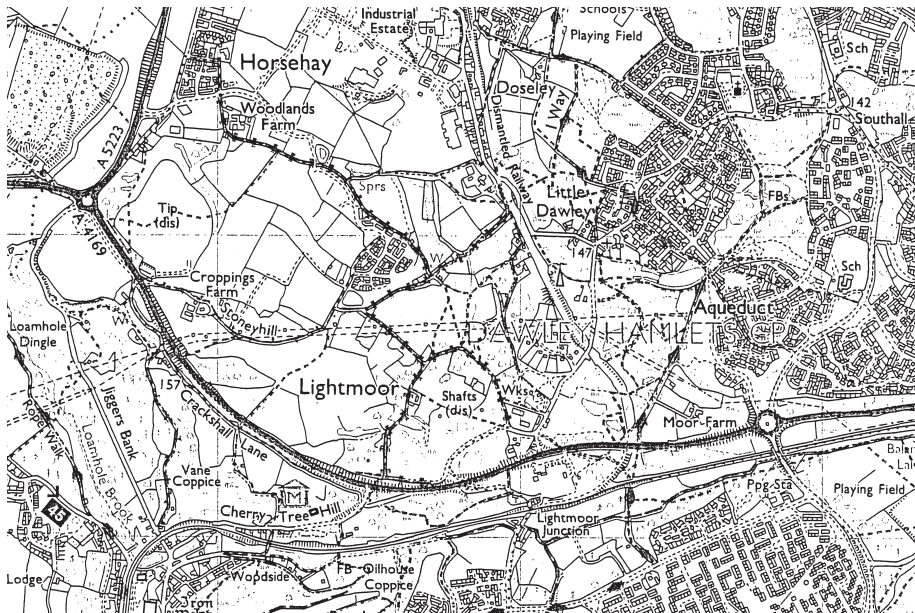 Industrial
Estate
Schools
Playing Field
Sch
Horsehay
Doseley
142
Southall
Woodlands
Farm
Dismantled
Railway
I Way
A 5223
Sprs
Little
Dawley
FBs
Tip
(dis)
A 4169
147
W
Sch
Croppings
Farm
Stoneyhill
Aqueduct
DAWLEY HAMLETS CP
Loamhole
Dingle
Lightmoor
157
Shafts
(dis)
Wks
Crackshall
Lane
Moor Farm
Jiggers Bank
Rope Walk
Loamhole Brook
Vane
Coppice
Ppg Sta
Playing Field
M
Cherry Tree Hill
Lightmoor
Junction
Lodge
Woodside
FB
Oilhouse
Coppice
Iron